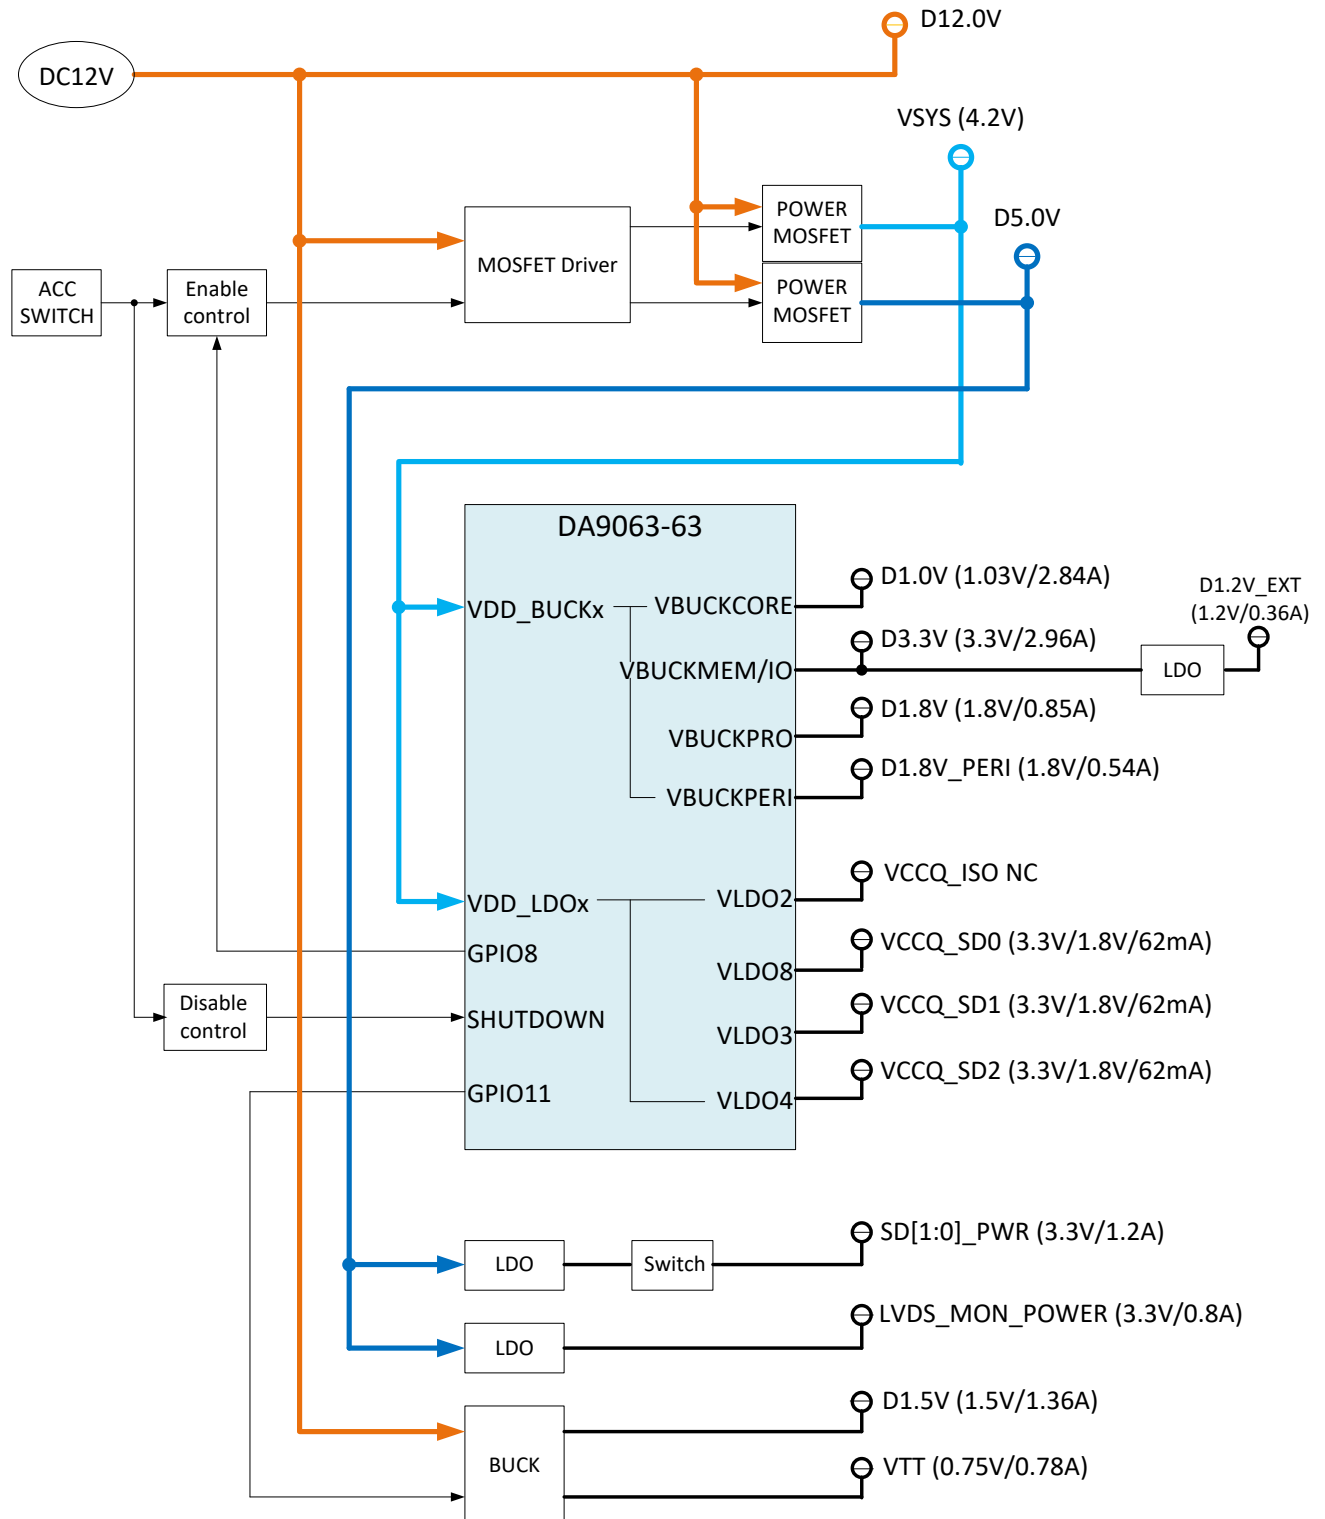 D12.0V
DC12V
VSYS (4.2V)
D5.0V
POWER
MOSFET
MOSFET Driver
POWER
MOSFET
ACC
SWITCH
Enable
control
DA9063-63
VDD_BUCKx
VBUCKCORE
D1.0V (1.03V/2.84A)
D1.2V_EXT
(1.2V/0.36A)
VBUCKMEM/IO
D3.3V (3.3V/2.96A)
LDO
VBUCKPRO
D1.8V (1.8V/0.85A)
VBUCKPERI
D1.8V_PERI (1.8V/0.54A)
VDD_LDOx
VLDO2
VCCQ_ISO NC
GPIO8
VLDO8
VCCQ_SD0 (3.3V/1.8V/62mA)
Disable
control
SHUTDOWN
VLDO3
VCCQ_SD1 (3.3V/1.8V/62mA)
GPIO11
VLDO4
VCCQ_SD2 (3.3V/1.8V/62mA)
LDO
Switch
SD[1:0]_PWR (3.3V/1.2A)
LDO
LVDS_MON_POWER (3.3V/0.8A)
BUCK
D1.5V (1.5V/1.36A)
VTT (0.75V/0.78A)